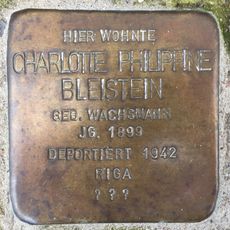 HIER WOHNTE
CHARLOTTE PHILIPPINE
BLEISTEIN
GEB. WACHSMANN
JG. 1899
DEPORTIERT 1942
RIGA
? ? ?